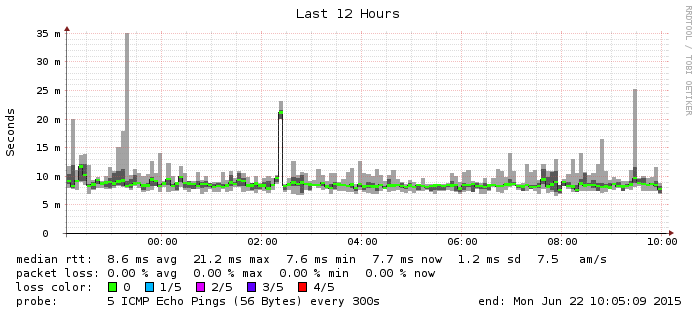 Last 12 Hours
RRDTOOL / TOBI OETIKER
Seconds
35 m
30 m
25 m
20 m
15 m
10 m
5 m
0
00:00 02:00 04:00 06:00 08:00 10:00
median rtt: 8.6 ms avg 21.2 ms max 7.6 ms min 7.7 ms now 1.2 ms sd 7.5 am/s
packet loss: 0.00 % avg 0.00 % max 0.00 % min 0.00 % now
loss color: 0 1/5 2/5 3/5 4/5
probe: 5 ICMP Echo Pings (56 Bytes) every 300s end: Mon Jun 22 10:05:09 2015